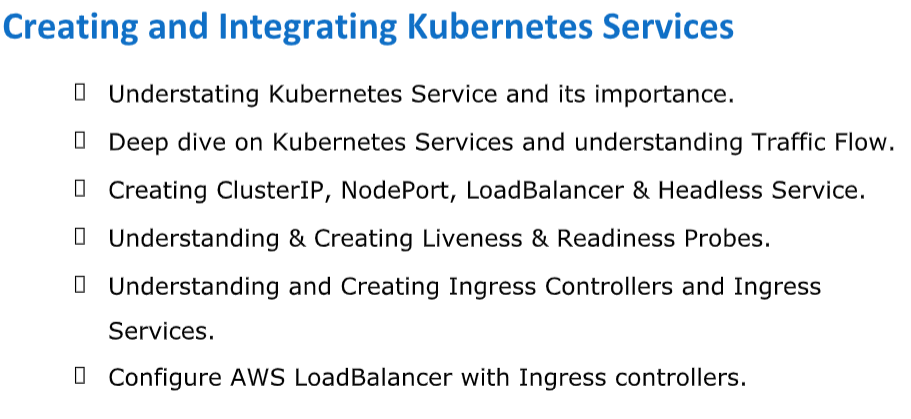 Creating and Integrating Kubernetes Services
Understating Kubernetes Service and its importance.
Deep dive on Kubernetes Services and understanding Traffic Flow.
Creating ClusterIP, NodePort, LoadBalancer & Headless Service.
Understanding & Creating Liveness & Readiness Probes.
Understanding and Creating Ingress Controllers and Ingress
Services.
Configure AWS LoadBalancer with Ingress controllers.